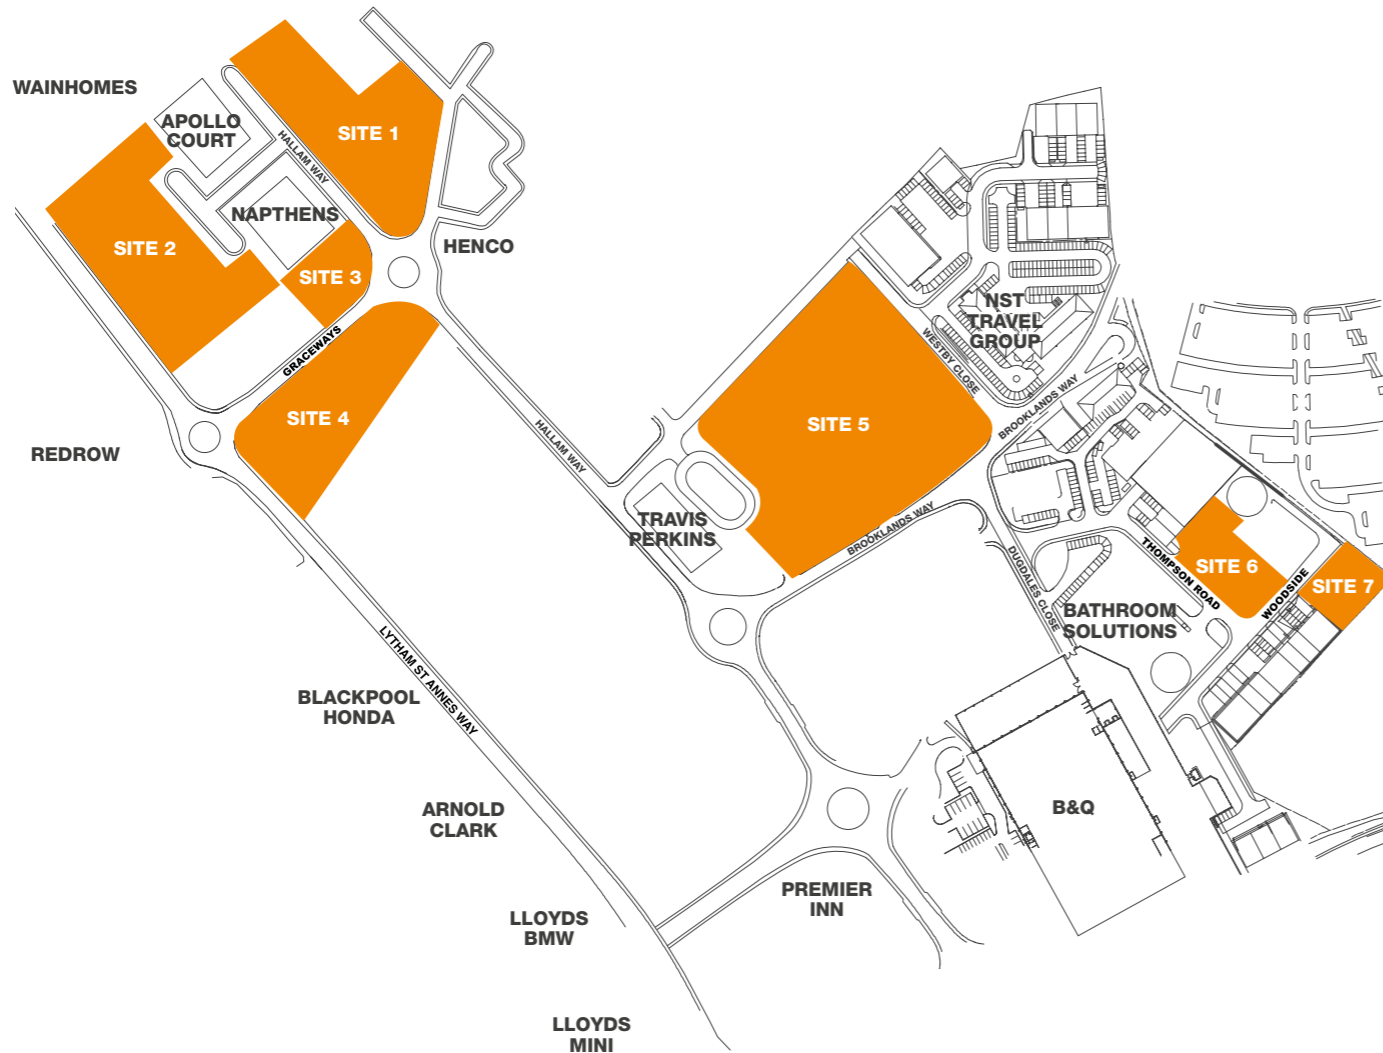 WAINHOMES
APOLLO
COURT
HALLAM WAY
SITE 1
NAPTHENS
SITE 2
SITE 3
HENCO
GRACEWAYS
SITE 4
REDROW
HALLAM WAY
NST
TRAVEL
GROUP
WESTBY CLOSE
BROOKLANDS WAY
SITE 5
TRAVIS
PERKINS
BROOKLANDS WAY
DUGDALES CLOSE
THOMPSON ROAD
SITE 6
WOODSIDE
SITE 7
BATHROOM
SOLUTIONS
LYTHAM ST ANNES WAY
BLACKPOOL
HONDA
ARNOLD
CLARK
B&Q
PREMIER
INN
LLOYDS
BMW
LLOYDS
MINI